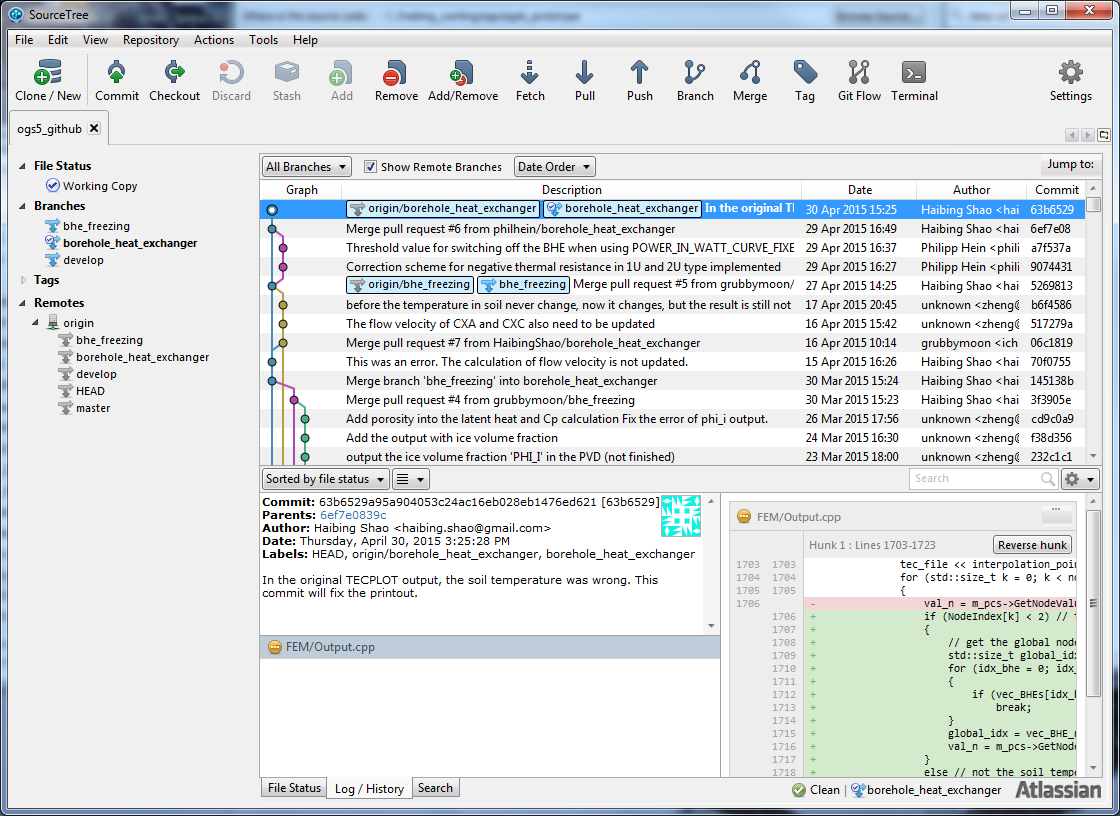 SourceTree
File Edit View Repository Actions Tools Help
Clone / New Commit Checkout Discard Stash Add Remove Add/Remove Fetch Pull Push Branch Merge Tag Git Flow Terminal Settings
ogs5_github
File Status
Working Copy
Branches
bhe_freezing
borehole_heat_exchanger
develop
Tags
Remotes
origin
bhe_freezing
borehole_heat_exchanger
develop
HEAD
master
All Branches Show Remote Branches Date Order Jump to:
Graph Description Date Author Commit
origin/borehole_heat_exchanger borehole_heat_exchanger In the original Tl 30 Apr 2015 15:25 Haibing Shao <hai 63b6529
Merge pull request #6 from philhein/borehole_heat_exchanger 29 Apr 2015 16:49 Haibing Shao <hai 6ef7e08
Threshold value for switching off the BHE when using POWER_IN_WATT_CURVE_FIXE 29 Apr 2015 16:37 Philipp Hein <phili a7f537a
Correction scheme for negative thermal resistance in 1U and 2U type implemented 29 Apr 2015 16:27 Philipp Hein <phili 9074431
origin/bhe_freezing bhe_freezing Merge pull request #5 from grubbymoon/ 27 Apr 2015 14:25 Haibing Shao <hai 5269813
before the temperature in soil never change, now it changes, but the result is still not 17 Apr 2015 20:45 unknown <zheng@ b6f4586
The flow velocity of CXA and CXC also need to be updated 16 Apr 2015 15:42 unknown <zheng@ 517279a
Merge pull request #7 from HaibingShao/borehole_heat_exchanger 16 Apr 2015 10:14 grubbymoon <ich 06c1819
This was an error. The calculation of flow velocity is not updated. 15 Apr 2015 16:26 Haibing Shao <hai 70f0755
Merge branch 'bhe_freezing' into borehole_heat_exchanger 30 Mar 2015 15:24 Haibing Shao <hai 145138b
Merge pull request #4 from grubbymoon/bhe_freezing 30 Mar 2015 15:23 Haibing Shao <hai 3f3905e
Add porosity into the latent heat and Cp calculation Fix the error of phi_i output. 26 Mar 2015 17:56 unknown <zheng@ cd9c0a9
Add the output with ice volume fraction 24 Mar 2015 16:30 unknown <zheng@ f38d356
output the ice volume fraction 'PHI_I' in the PVD (not finished) 23 Mar 2015 18:00 unknown <zheng@ 232c1c1
Sorted by file status Search
Commit: 63b6529a95a904053c24ac16eb028eb1476ed621 [63b6529]
Parents: 6ef7e0839c
Author: Haibing Shao <haibing.shao@gmail.com>
Date: Thursday, April 30, 2015 3:25:28 PM
Labels: HEAD, origin/borehole_heat_exchanger, borehole_heat_exchanger
In the original TECPLOT output, the soil temperature was wrong. This
commit will fix the printout.
FEM/Output.cpp
FEM/Output.cpp
Hunk 1 : Lines 1703-1723 Reverse hunk
1703 1703 tec_file << interpolation_poi
1704 1704 for (std::size_t k = 0; k < no
1705 1705 {
1706 - val_n = m_pcs->GetNodeValu
1706 + if (NodeIndex[k] < 2) // t
1707 + {
1708 + // get the global node
1709 + std::size_t global_idx
1710 + for (idx_bhe = 0; idx_
1711 + {
1712 + if (vec_BHEs[idx_b
1713 + break;
1714 + }
1715 + global_idx = vec_BHE_n
1716 + val_n = m_pcs->GetNode
1717 + }
1718 + else // not the soil tempe
File Status Log / History Search
Clean borehole_heat_exchanger Atlassian